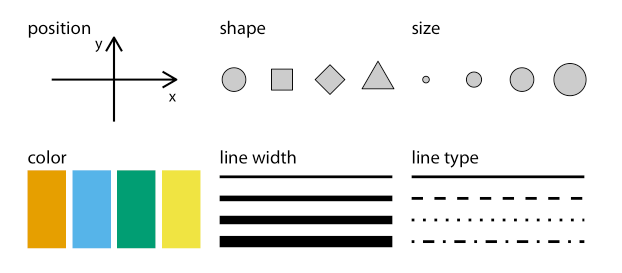 position
shape
size
y
x
color
line width
line type